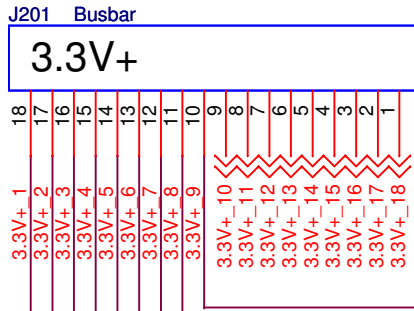 J201 Busbar
3.3V+
18 17 16 15 14 13 12 11 10 9 8 7 6 5 4 3 2 1
3.3V+_1
3.3V+_2
3.3V+_3
3.3V+_4
3.3V+_5
3.3V+_6
3.3V+_7
3.3V+_8
3.3V+_9
3.3V+_10
3.3V+_11
3.3V+_12
3.3V+_13
3.3V+_14
3.3V+_15
3.3V+_16
3.3V+_17
3.3V+_18